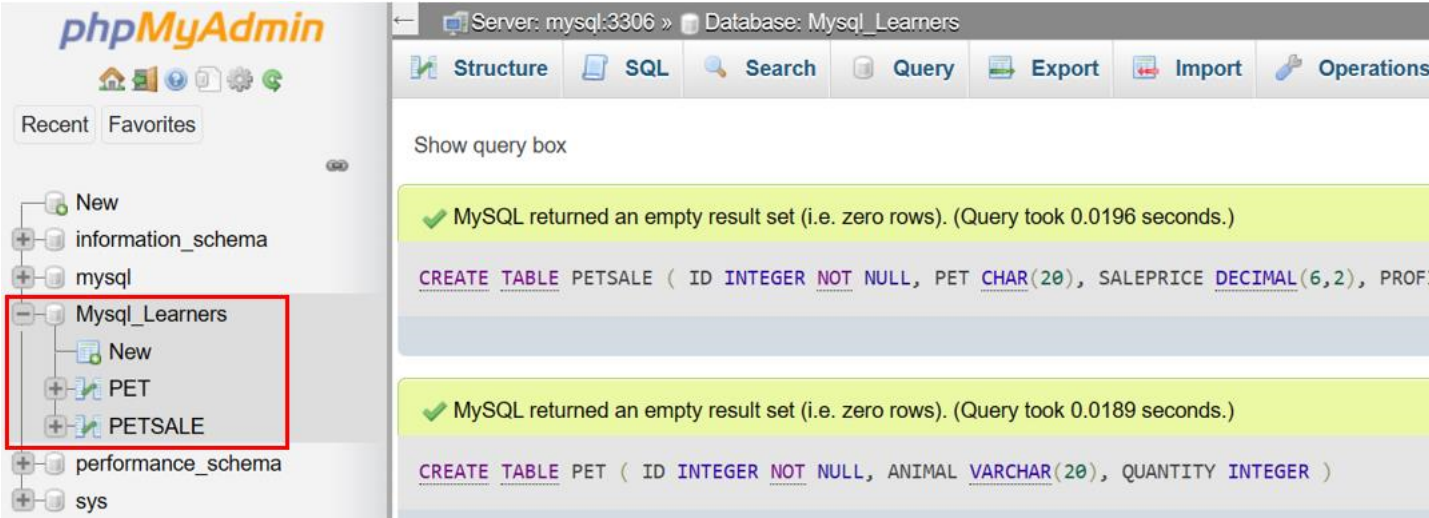 phpMyAdmin
Recent Favorites
New
information_schema
mysql
Mysql_Learners
New
PET
PETSALE
performance_schema
sys
← Server: mysql:3306 » Database: Mysql_Learners
Structure SQL Search Query Export Import Operations
Show query box
MySQL returned an empty result set (i.e. zero rows). (Query took 0.0196 seconds.)
CREATE TABLE PETSALE ( ID INTEGER NOT NULL, PET CHAR(20), SALEPRICE DECIMAL(6,2), PROF
MySQL returned an empty result set (i.e. zero rows). (Query took 0.0189 seconds.)
CREATE TABLE PET ( ID INTEGER NOT NULL, ANIMAL VARCHAR(20), QUANTITY INTEGER )